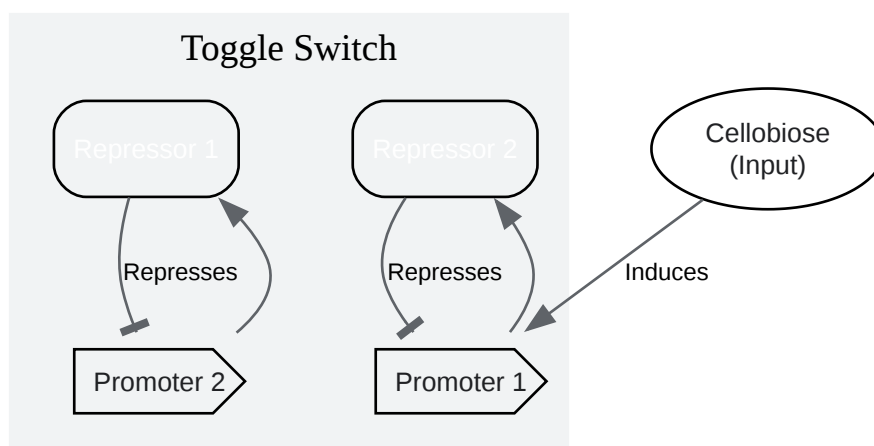 Toggle Switch
Repressor 1
Repressor 2
Cellobiose
(Input)
Represses
Represses
Induces
Promoter 2
Promoter 1